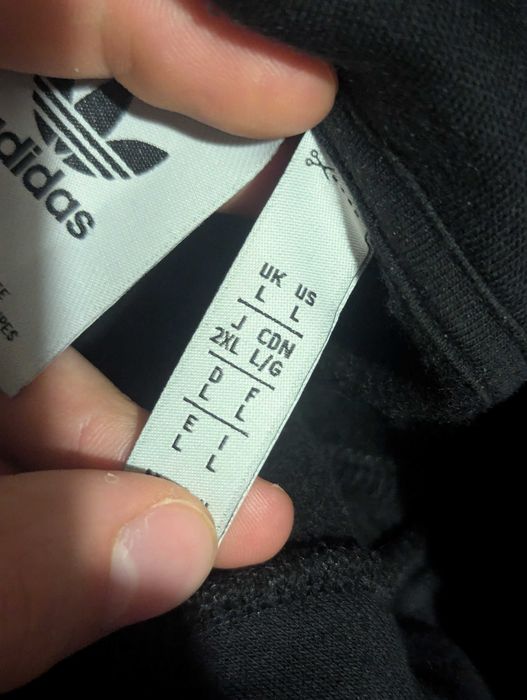 adidas
UK US
L L
J CDN
2XL L/G
D F
L L
E I
L L